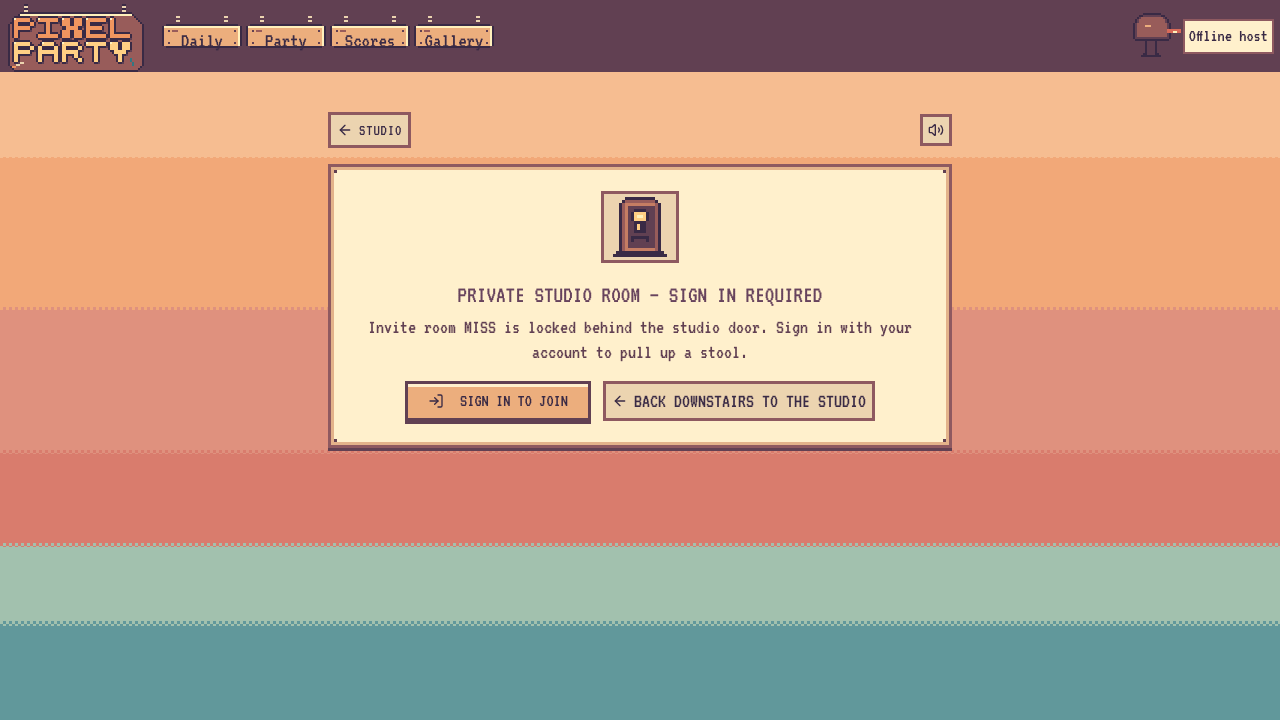 PIXEL
PARTY
Daily
Party
Scores
Gallery
Offline host
STUDIO
PRIVATE STUDIO ROOM – SIGN IN REQUIRED
Invite room MISS is locked behind the studio door. Sign in with your
account to pull up a stool.
SIGN IN TO JOIN
BACK DOWNSTAIRS TO THE STUDIO